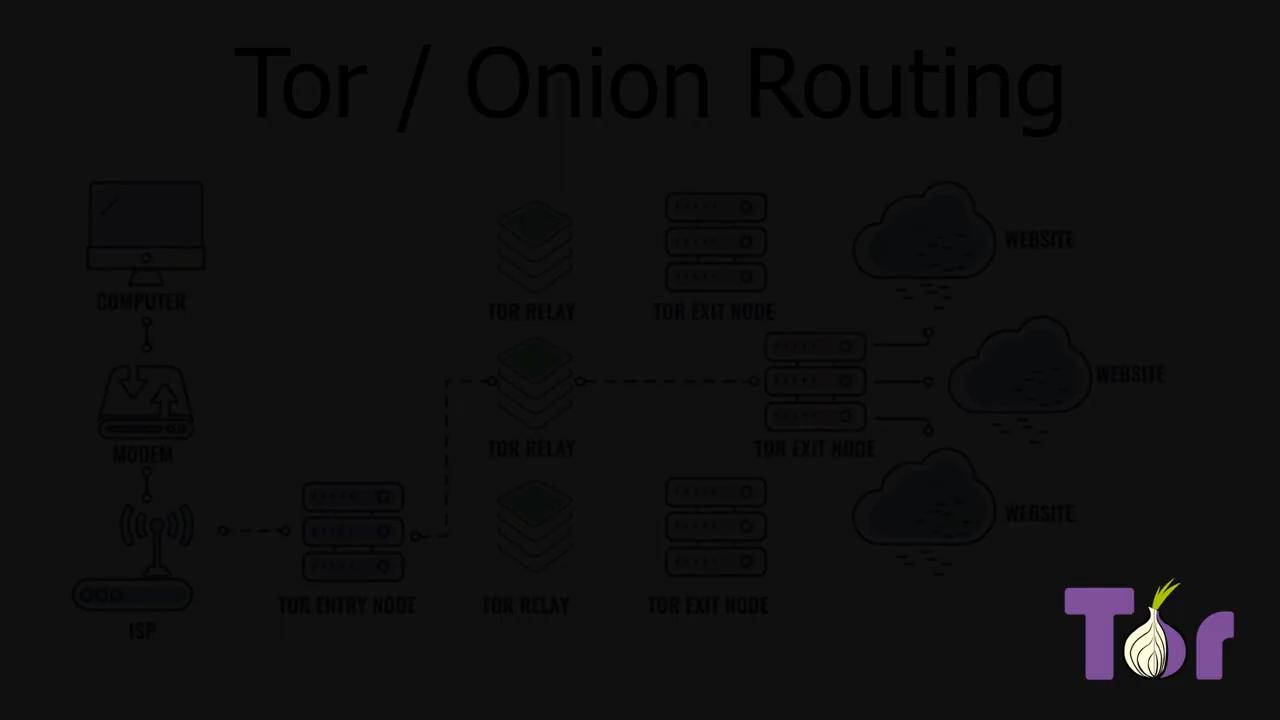 Tor / Onion Routing
COMPUTER
MODEM
ISP
TOR ENTRY NODE
TOR RELAY
TOR RELAY
TOR RELAY
TOR EXIT NODE
TOR EXIT NODE
TOR EXIT NODE
WEBSITE
WEBSITE
WEBSITE
Tor